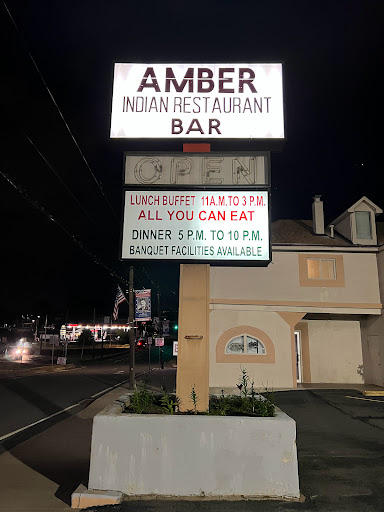 AMBER
INDIAN RESTAURANT
BAR
OPEN
LUNCH BUFFET 11A.M.TO 3 P.M.
ALL YOU CAN EAT
DINNER 5 P.M. TO 10 P.M.
BANQUET FACILITIES AVAILABLE